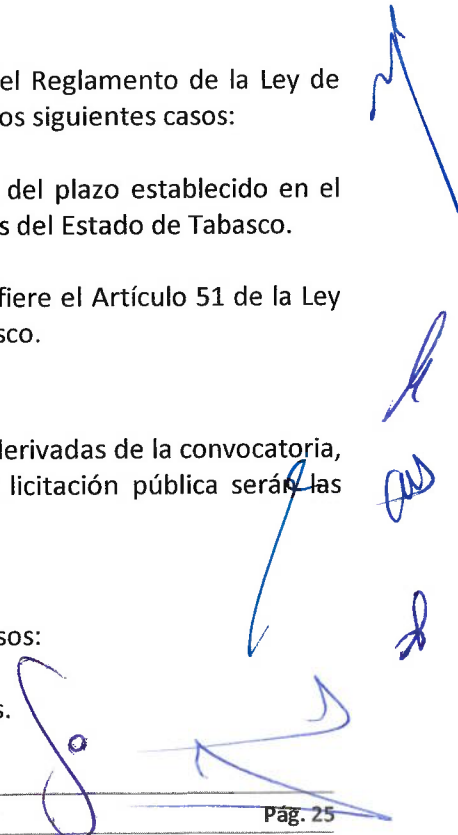 el Reglamento de la Ley de
os siguientes casos:
del plazo establecido en el
s del Estado de Tabasco.
fiere el Artículo 51 de la Ley
sco.
derivadas de la convocatoria,
licitación pública serán las
sos:
s.
Pág. 25